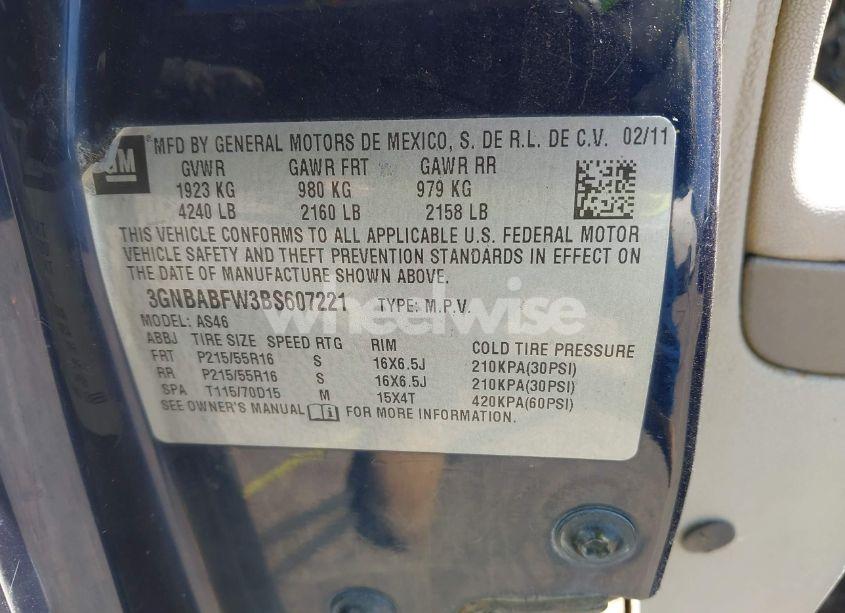 GM
MFD BY GENERAL MOTORS DE MEXICO, S. DE R.L. DE C.V. 02/11
GVWR GAWR FRT GAWR RR
1923 KG 980 KG 979 KG
4240 LB 2160 LB 2158 LB
THIS VEHICLE CONFORMS TO ALL APPLICABLE U.S. FEDERAL MOTOR
VEHICLE SAFETY AND THEFT PREVENTION STANDARDS IN EFFECT ON
THE DATE OF MANUFACTURE SHOWN ABOVE.
3GNBABFW3BS607221 TYPE: M.P.V.
wheelwise
MODEL: AS46
ABBJ TIRE SIZE SPEED RTG RIM COLD TIRE PRESSURE
FRT P215/55R16 S 16X6.5J 210KPA(30PSI)
RR P215/55R16 S 16X6.5J 210KPA(30PSI)
SPA T115/70D15 M 15X4T 420KPA(60PSI)
SEE OWNER'S MANUAL FOR MORE INFORMATION.